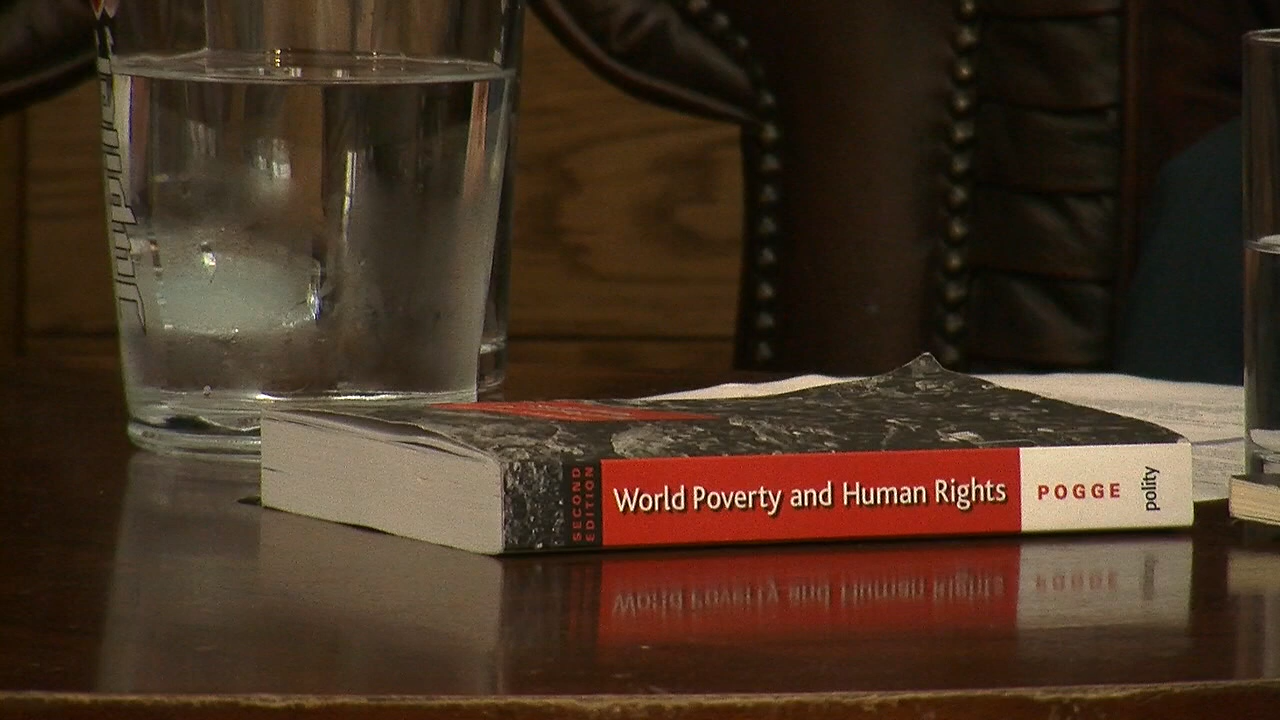 SECOND
EDITION
World Poverty and Human Rights
POGGE
polity